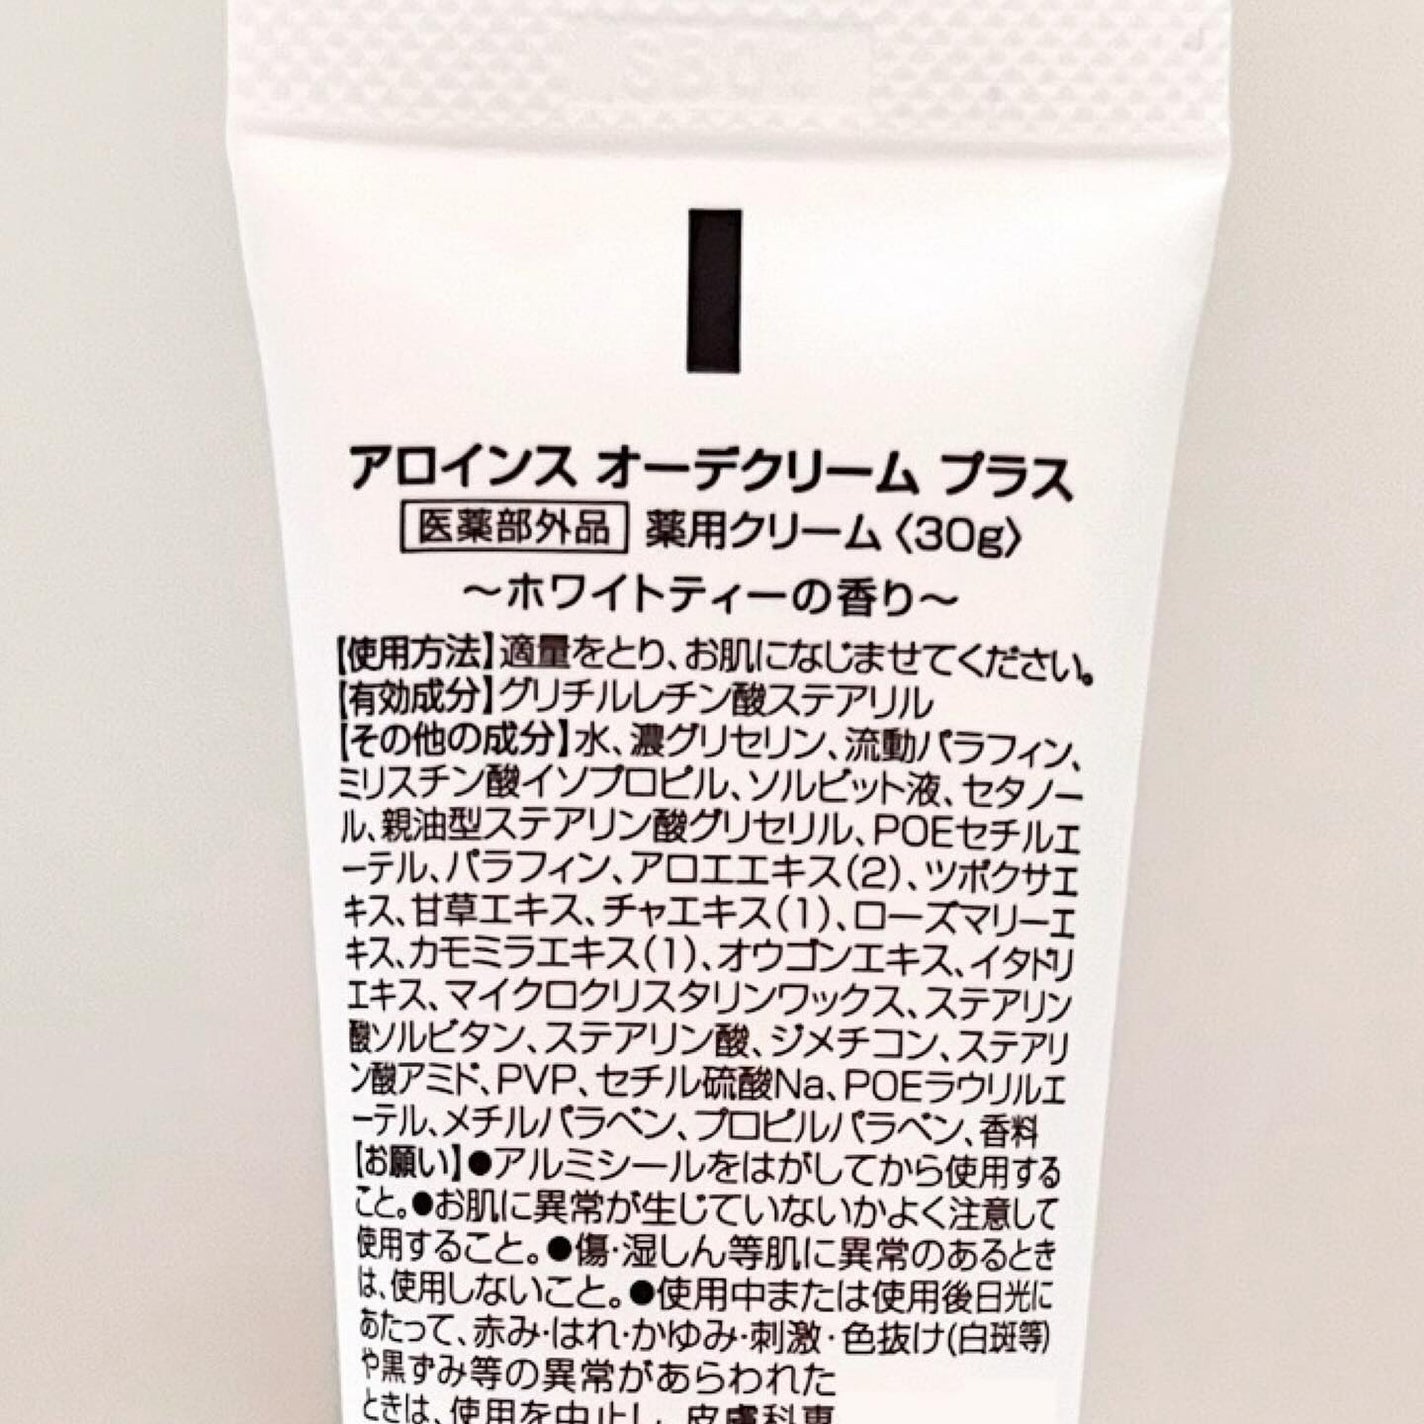 アロインス オーデクリーム プラス
医薬部外品 薬用クリーム〈30g〉
～ホワイトティーの香り～
【使用方法】適量をとり、お肌になじませてください。
【有効成分】グリチルレチン酸ステアリル
【その他の成分】水、濃グリセリン、流動パラフィン、
ミリスチン酸イソプロピル、ソルビット液、セタノー
ル、親油型ステアリン酸グリセリル、POEセチルエ
ーテル、パラフィン、アロエエキス(2)、ツボクサエ
キス、甘草エキス、チャエキス(1)、ローズマリーエ
キス、カモミラエキス(1)、オウゴンエキス、イタドリ
エキス、マイクロクリスタリンワックス、ステアリン
酸ソルビタン、ステアリン酸、ジメチコン、ステアリ
ン酸アミド、PVP、セチル硫酸Na、POEラウリルエ
ーテル、メチルパラベン、プロピルパラベン、香料
【お願い】●アルミシールをはがしてから使用する
こと。●お肌に異常が生じていないかよく注意して
使用すること。●傷・湿しん等肌に異常のあるとき
は、使用しないこと。●使用中または使用後日光に
あたって、赤み・はれ・かゆみ・刺激・色抜け(白斑等)
や黒ずみ等の異常があらわれた
ときは、使用を中止し、皮膚科専